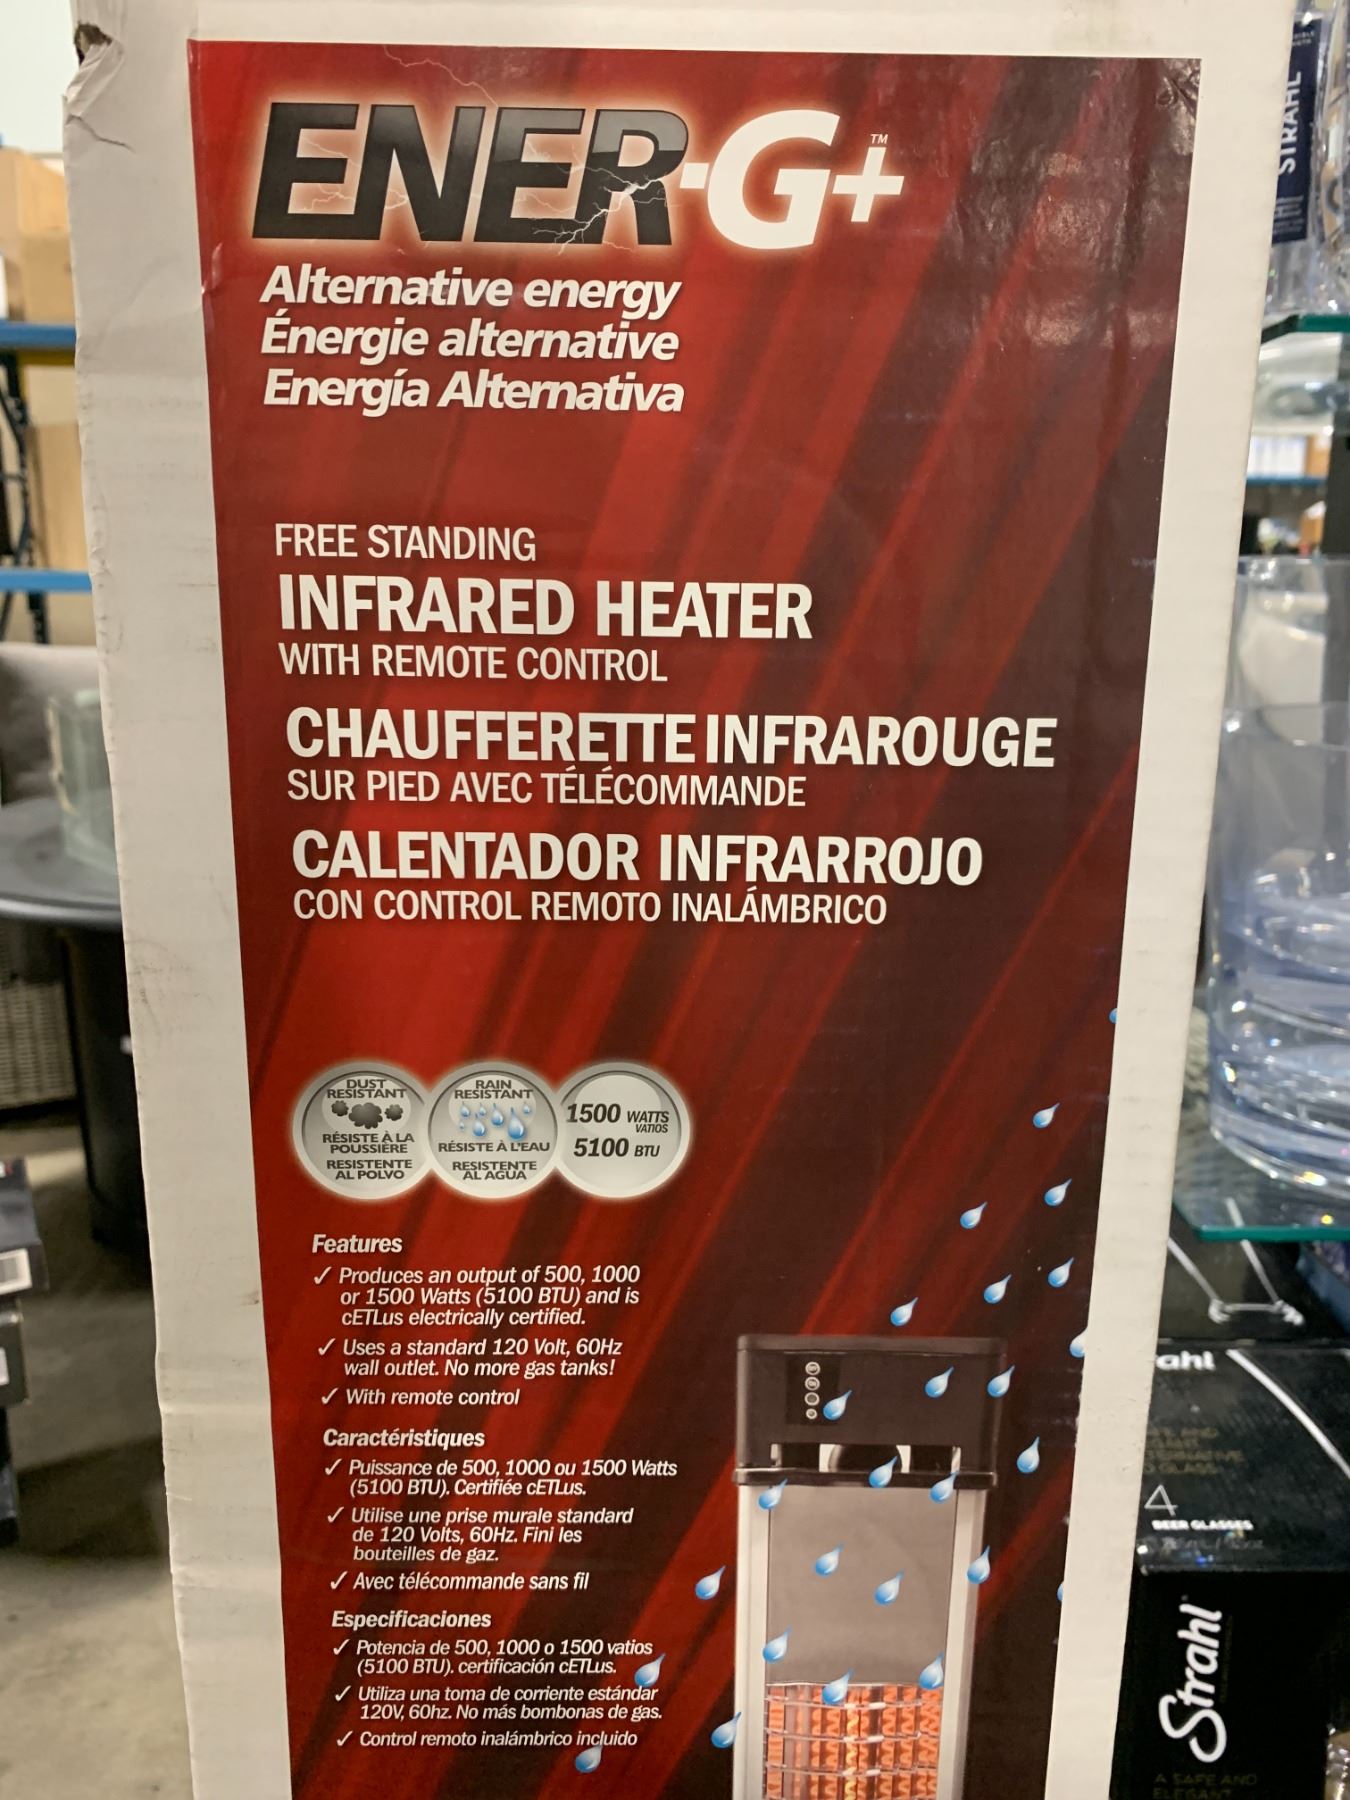 ENER-G+™
Alternative energy
Énergie alternative
Energía Alternativa
FREE STANDING
INFRARED HEATER
WITH REMOTE CONTROL
CHAUFFERETTE INFRAROUGE
SUR PIED AVEC TÉLÉCOMMANDE
CALENTADOR INFRARROJO
CON CONTROL REMOTO INALÁMBRICO
DUST
RESISTANT
RÉSISTE À LA
POUSSIÈRE
RESISTENTE
AL POLVO
RAIN
RESISTANT
RÉSISTE À L'EAU
RESISTENTE
AL AGUA
1500 WATTS
VATIOS
5100 BTU
Features
✓ Produces an output of 500, 1000
or 1500 Watts (5100 BTU) and is
cETLus electrically certified.
✓ Uses a standard 120 Volt, 60Hz
wall outlet. No more gas tanks!
✓ With remote control
Caractéristiques
✓ Puissance de 500, 1000 ou 1500 Watts
(5100 BTU). Certifiée cETLus.
✓ Utilise une prise murale standard
de 120 Volts, 60Hz. Fini les
bouteilles de gaz.
✓ Avec télécommande sans fil
Especificaciones
✓ Potencia de 500, 1000 o 1500 vatios
(5100 BTU). certificación cETLus.
✓ Utiliza una toma de corriente estándar
120V, 60hz. No más bombonas de gas.
✓ Control remoto inalámbrico incluido
STRAHL
ahl
4
BEER GLASSES
Strahl
A SAFE AND
ELEGANT